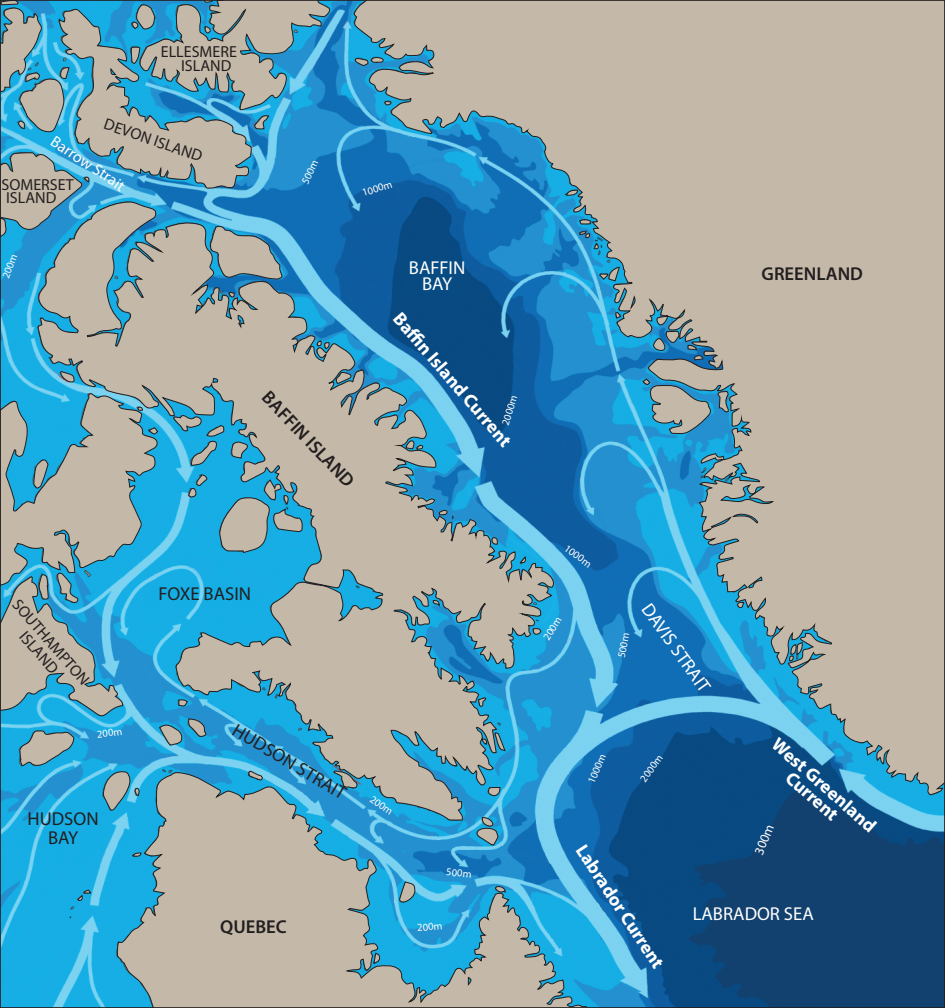 ELLESMERE
ISLAND
DEVON ISLAND
Barrow Strait
SOMERSET
ISLAND
500m
1000m
200m
BAFFIN
BAY
GREENLAND
Baffin Island Current
2000m
BAFFIN ISLAND
1000m
FOXE BASIN
SOUTHAMPTON
ISLAND
200m
500m
DAVIS STRAIT
200m
HUDSON STRAIT
1000m
2000m
West Greenland
Current
200m
HUDSON
BAY
300m
500m
Labrador Current
QUEBEC
200m
LABRADOR SEA